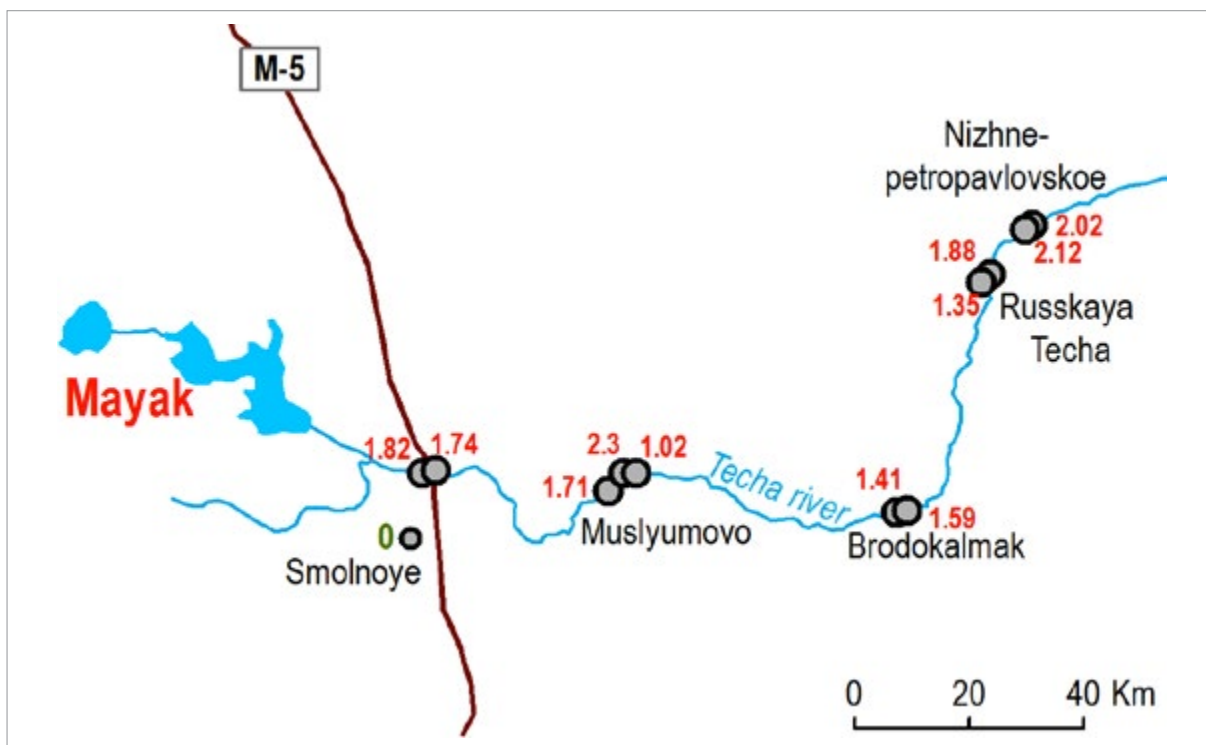 M-5
Nizhne-
petropavlovskoe
2.02
2.12
1.88
1.35
Russkaya
Techa
Mayak
1.82
1.74
2.3
1.02
1.71
Muslyumovo
Techa river
1.41
1.59
Brodokalmak
0
Smolnoye
0 20 40 Km